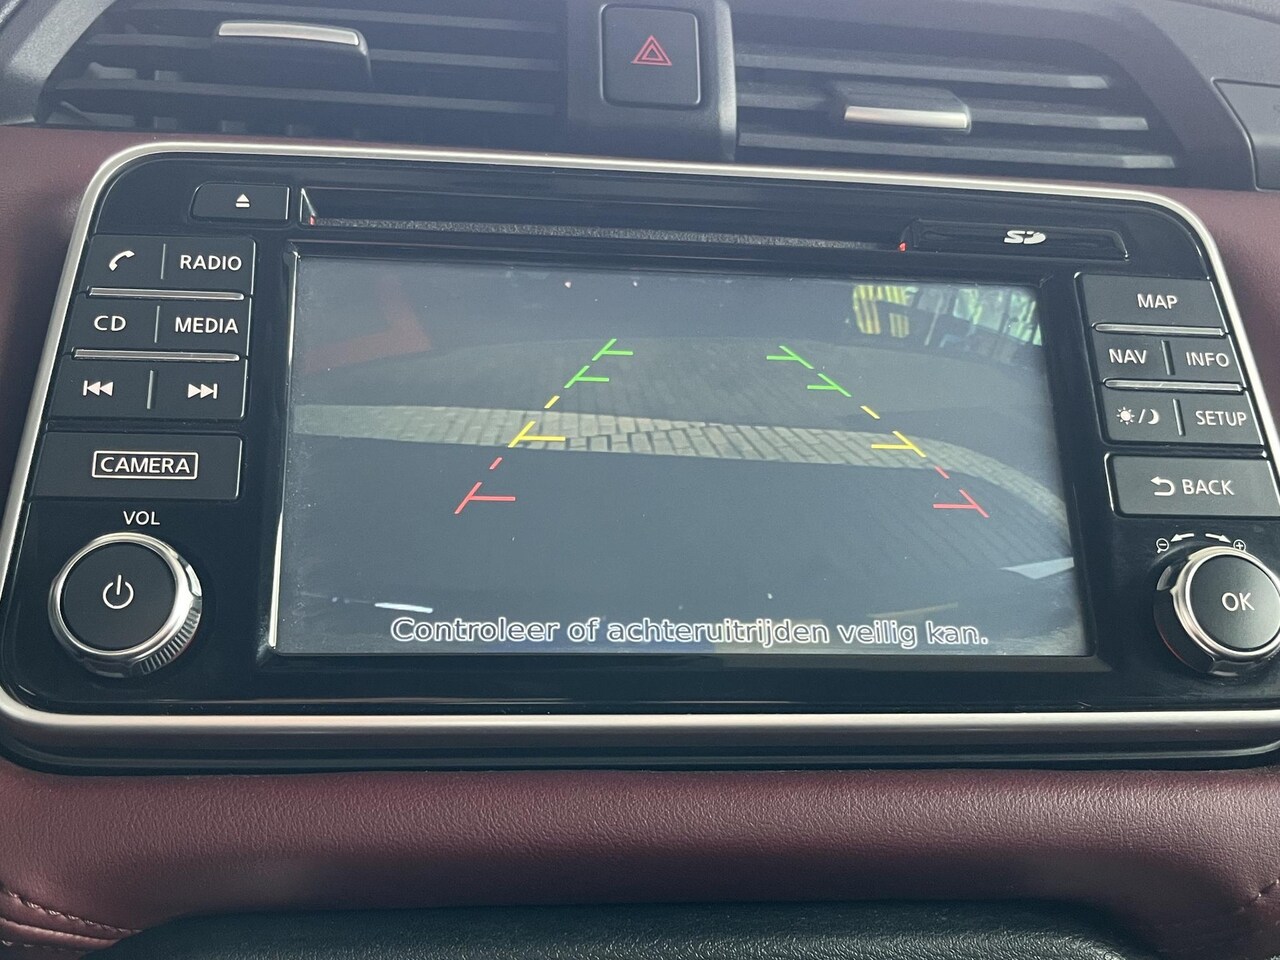 SD
RADIO
MAP
CD
MEDIA
NAV
INFO
SETUP
CAMERA
BACK
VOL
OK
Controleer of achteruitrijden veilig kan.